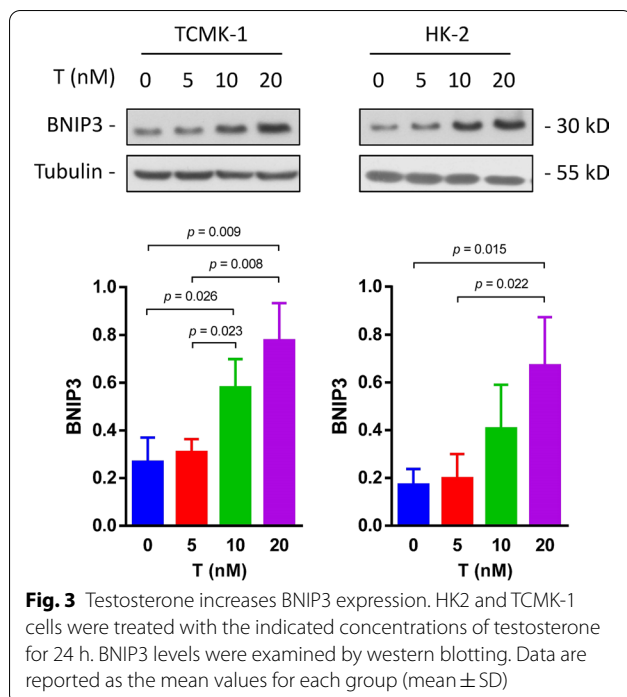 TCMK-1 HK-2
T (nM) 0 5 10 20 0 5 10 20
BNIP3 - - 30 kD
Tubulin - - 55 kD
p = 0.009
p = 0.008
p = 0.026
p = 0.023
BNIP3
1.0
0.8
0.6
0.4
0.2
0.0
0 5 10 20
T (nM)
p = 0.015
p = 0.022
BNIP3
1.0
0.8
0.6
0.4
0.2
0.0
0 5 10 20
T (nM)
Fig. 3 Testosterone increases BNIP3 expression. HK2 and TCMK-1
cells were treated with the indicated concentrations of testosterone
for 24 h. BNIP3 levels were examined by western blotting. Data are
reported as the mean values for each group (mean ± SD)